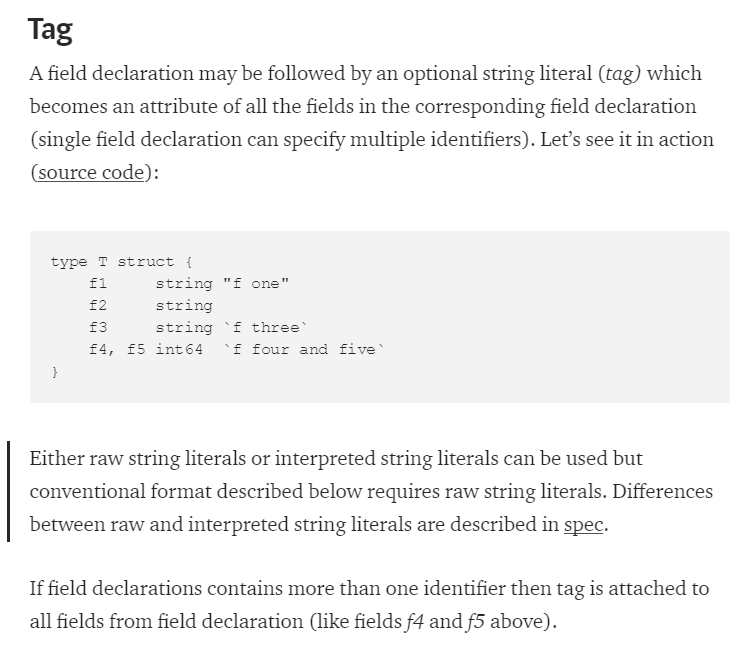 Tag
A field declaration may be followed by an optional string literal (tag) which
becomes an attribute of all the fields in the corresponding field declaration
(single field declaration can specify multiple identifiers). Let’s see it in action
(source code):
type T struct {
    f1     string "f one"
    f2     string
    f3     string `f three`
    f4, f5 int64  `f four and five`
}
Either raw string literals or interpreted string literals can be used but
conventional format described below requires raw string literals. Differences
between raw and interpreted string literals are described in spec.
If field declarations contains more than one identifier then tag is attached to
all fields from field declaration (like fields f4 and f5 above).